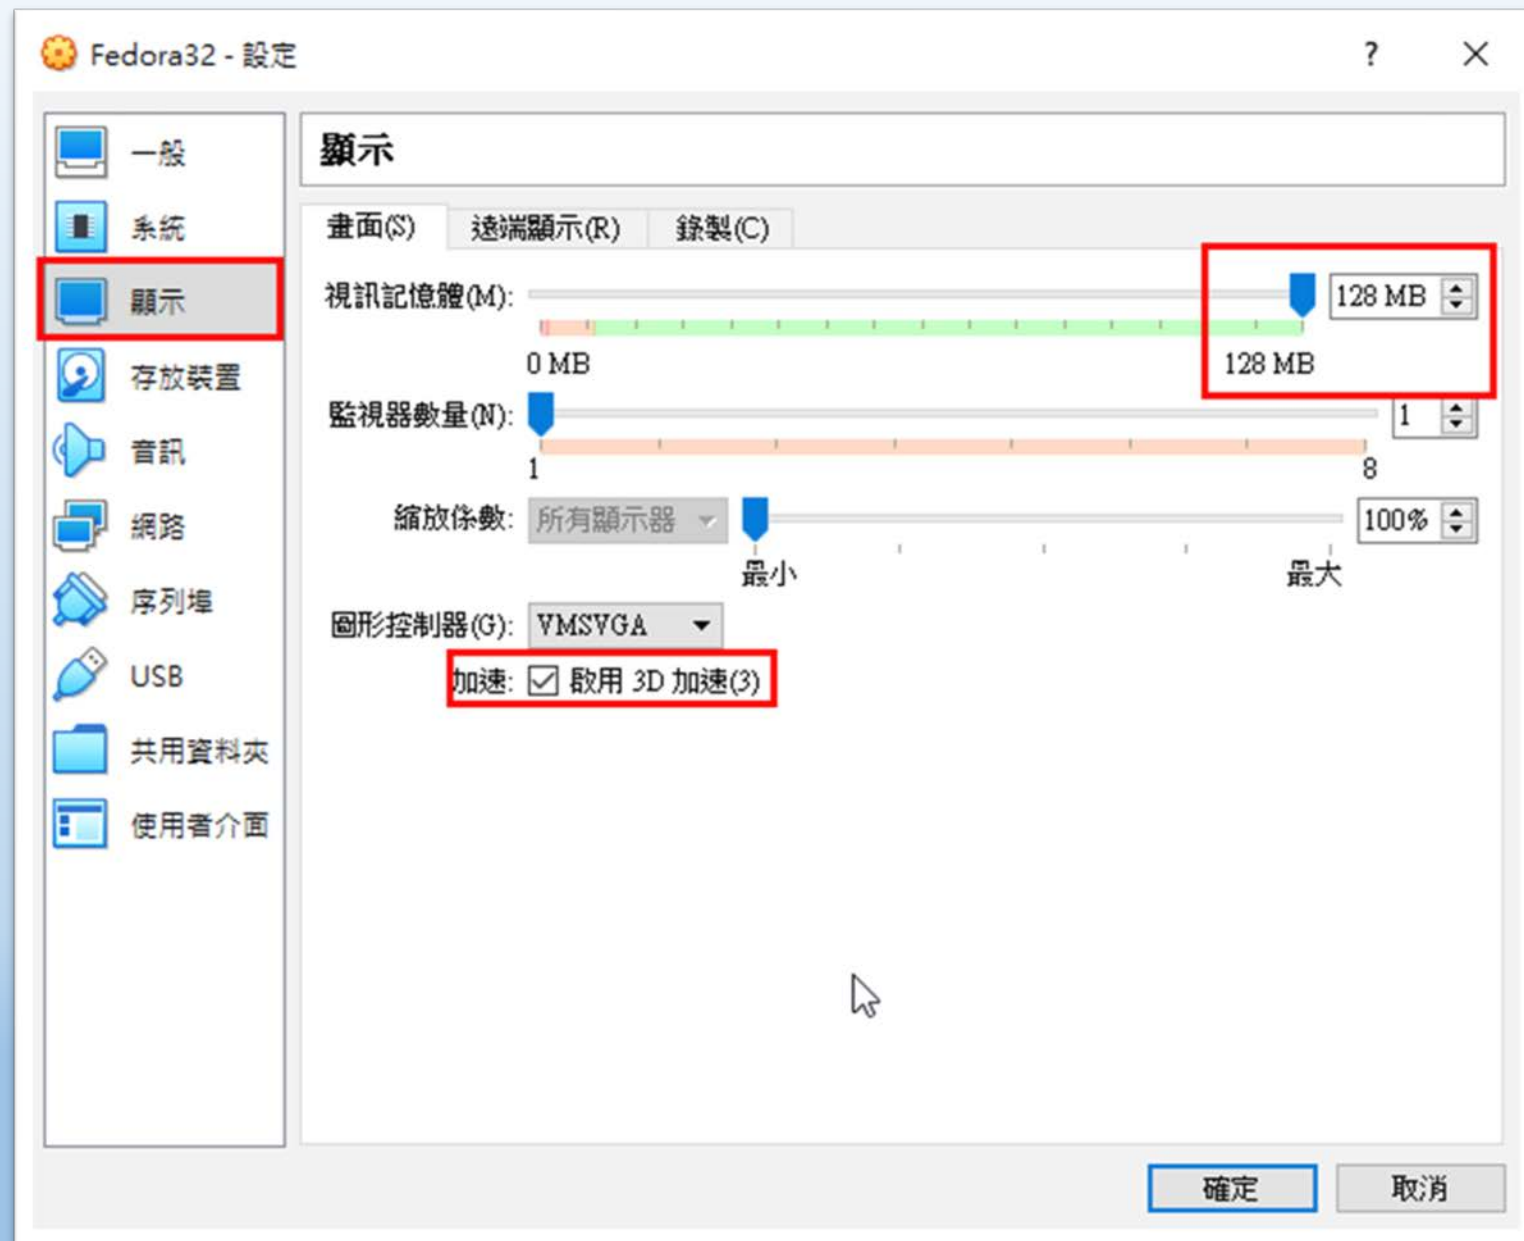 Fedora32 - 設定
?
一般
系統
顯示
存放裝置
音訊
網路
序列埠
USB
共用資料夾
使用者介面
顯示
畫面(S) 遠端顯示(R) 錄製(C)
視訊記憶體(M): 128 MB
0 MB 128 MB
監視器數量(N): 1
1 8
縮放係數: 所有顯示器 100%
最小 最大
圖形控制器(G): VMSVGA
加速: 啟用 3D 加速(3)
確定 取消